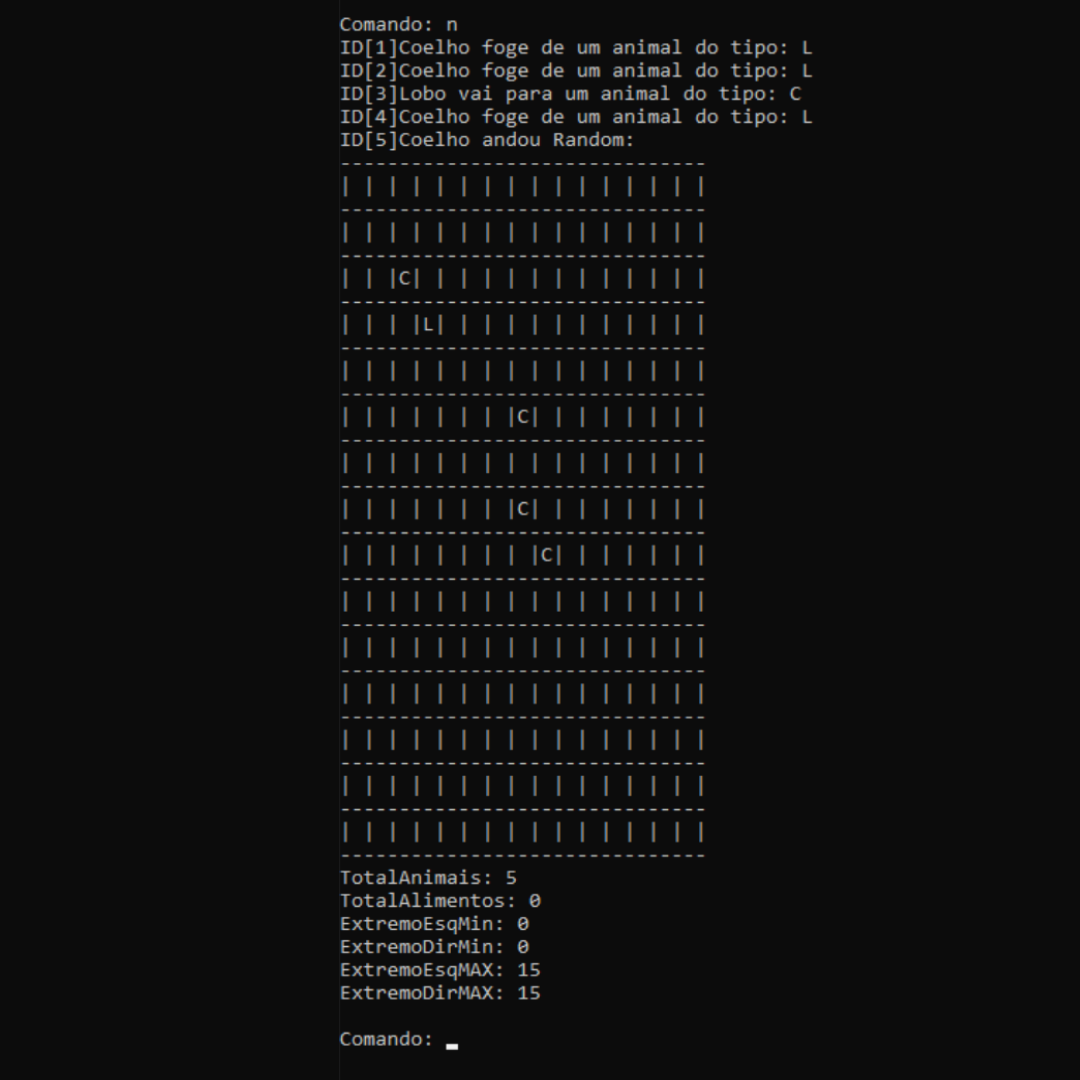 Comando: n
ID[1]Coelho foge de um animal do tipo: L
ID[2]Coelho foge de um animal do tipo: L
ID[3]Lobo vai para um animal do tipo: C
ID[4]Coelho foge de um animal do tipo: L
ID[5]Coelho andou Random:
-------------------------------
| | | | | | | | | | | | | | | |
-------------------------------
| | | | | | | | | | | | | | | |
-------------------------------
| | |C| | | | | | | | | | | | |
-------------------------------
| | | |L| | | | | | | | | | | |
-------------------------------
| | | | | | | | | | | | | | | |
-------------------------------
| | | | | | | |C| | | | | | | |
-------------------------------
| | | | | | | | | | | | | | | |
-------------------------------
| | | | | | | |C| | | | | | | |
-------------------------------
| | | | | | | | |C| | | | | | |
-------------------------------
| | | | | | | | | | | | | | | |
-------------------------------
| | | | | | | | | | | | | | | |
-------------------------------
| | | | | | | | | | | | | | | |
-------------------------------
| | | | | | | | | | | | | | | |
-------------------------------
| | | | | | | | | | | | | | | |
-------------------------------
| | | | | | | | | | | | | | | |
-------------------------------
TotalAnimais: 5
TotalAlimentos: 0
ExtremoEsqMin: 0
ExtremoDirMin: 0
ExtremoEsqMAX: 15
ExtremoDirMAX: 15
Comando: _